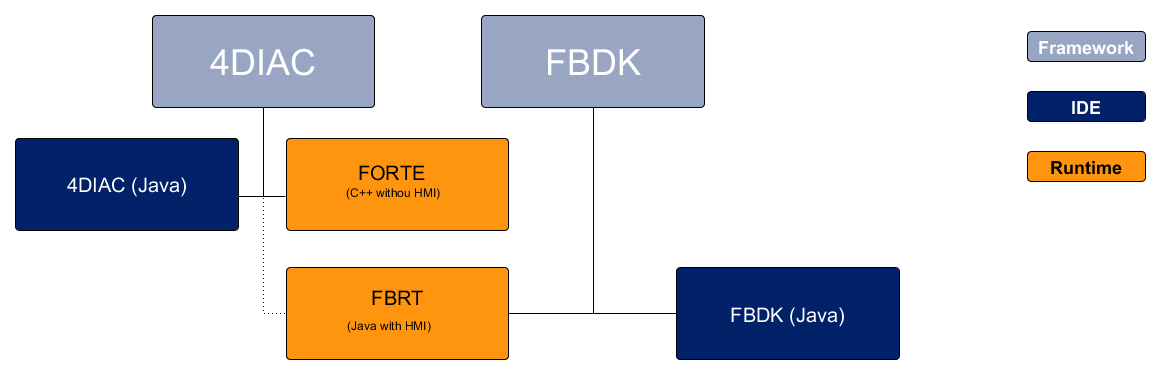 4DIAC
FBDK
Framework
IDE
4DIAC (Java)
FORTE
(C++ withou HMI)
Runtime
FBRT
(Java with HMI)
FBDK (Java)